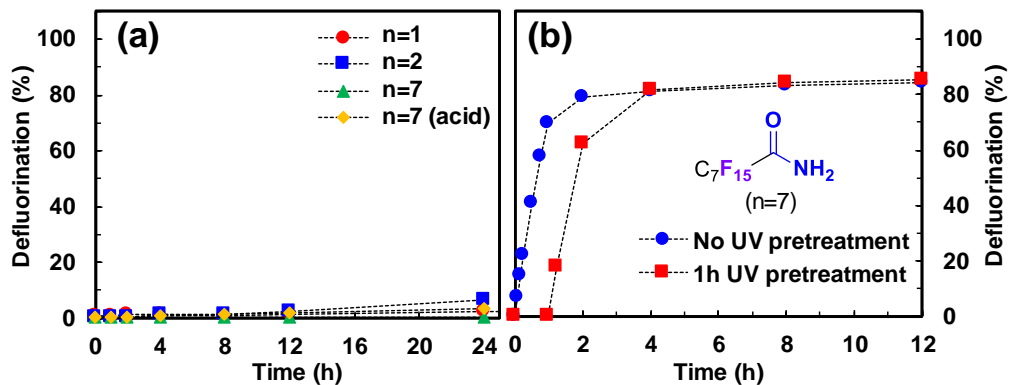 (a)
n=1
n=2
n=7
n=7 (acid)
100
80
60
40
20
0
Defluorination (%)
0
4
8
12
16
20
24
Time (h)
(b)
100
80
60
40
20
0
Defluorination (%)
O
C7F15
NH2
(n=7)
No UV pretreatment
1h UV pretreatment
0
2
4
6
8
10
12
Time (h)